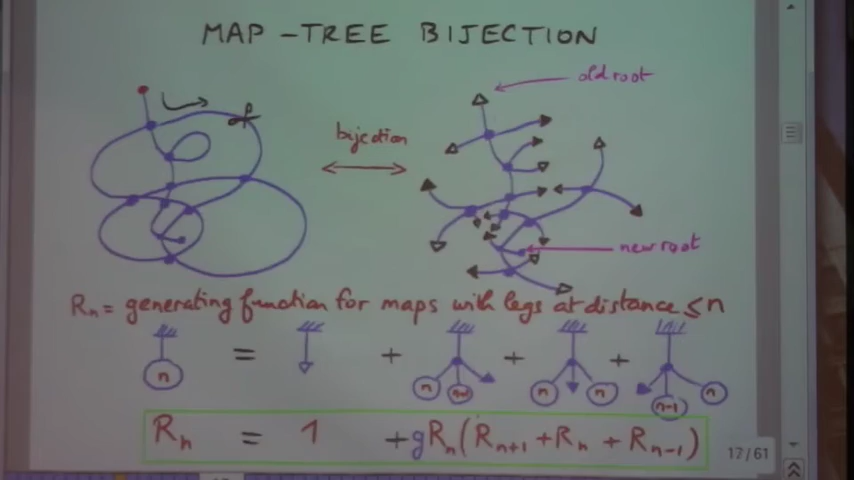 MAP-TREE BIJECTION
old root
bijection
new root
Rₙ = generating function for maps with legs at distance ≤ n
n = + n + n n + n-1 n
Rₙ = 1 + gRₙ(Rₙ₊₁ + Rₙ + Rₙ₋₁)
17/61